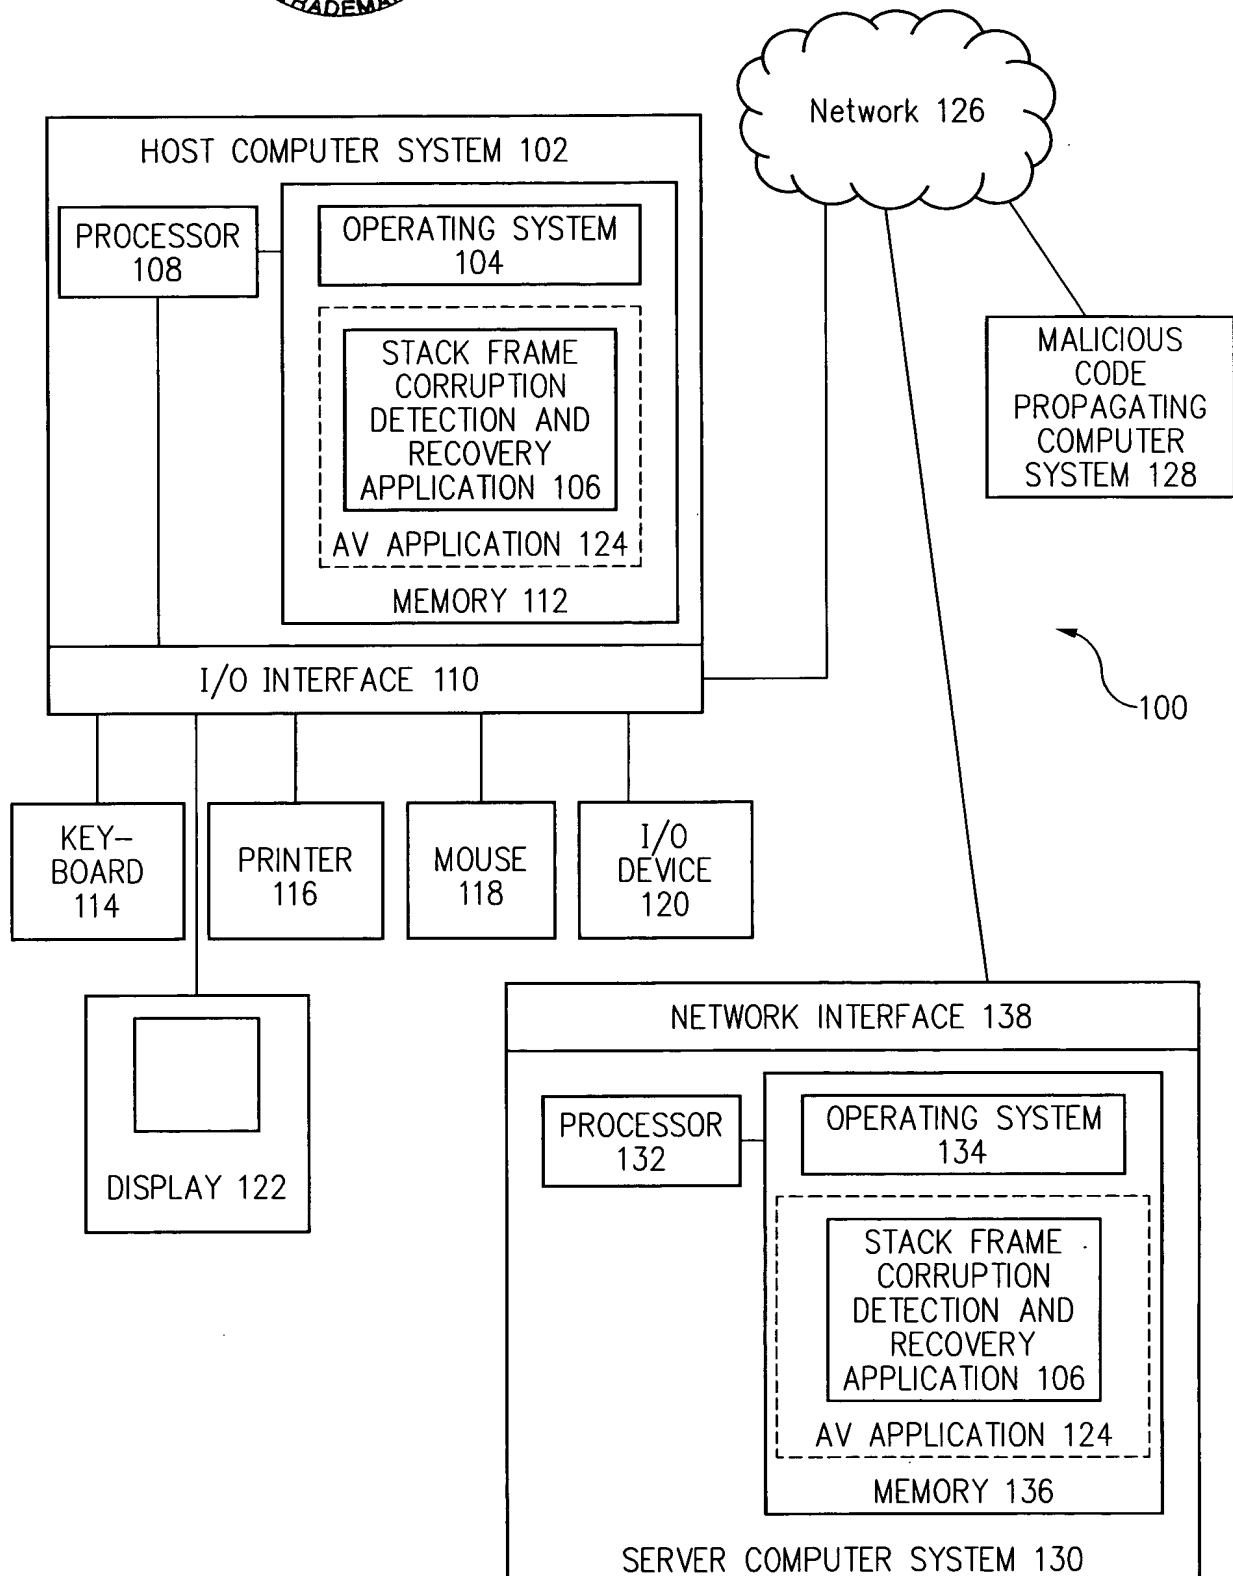 Network 126
HOST COMPUTER SYSTEM 102
PROCESSOR
108
OPERATING SYSTEM
104
STACK FRAME
CORRUPTION
DETECTION AND
RECOVERY
APPLICATION 106
AV APPLICATION 124
MEMORY 112
I/O INTERFACE 110
MALICIOUS
CODE
PROPAGATING
COMPUTER
SYSTEM 128
100
KEY-
BOARD
114
PRINTER
116
MOUSE
118
I/O
DEVICE
120
DISPLAY 122
NETWORK INTERFACE 138
PROCESSOR
132
OPERATING SYSTEM
134
STACK FRAME
CORRUPTION
DETECTION AND
RECOVERY
APPLICATION 106
AV APPLICATION 124
MEMORY 136
SERVER COMPUTER SYSTEM 130